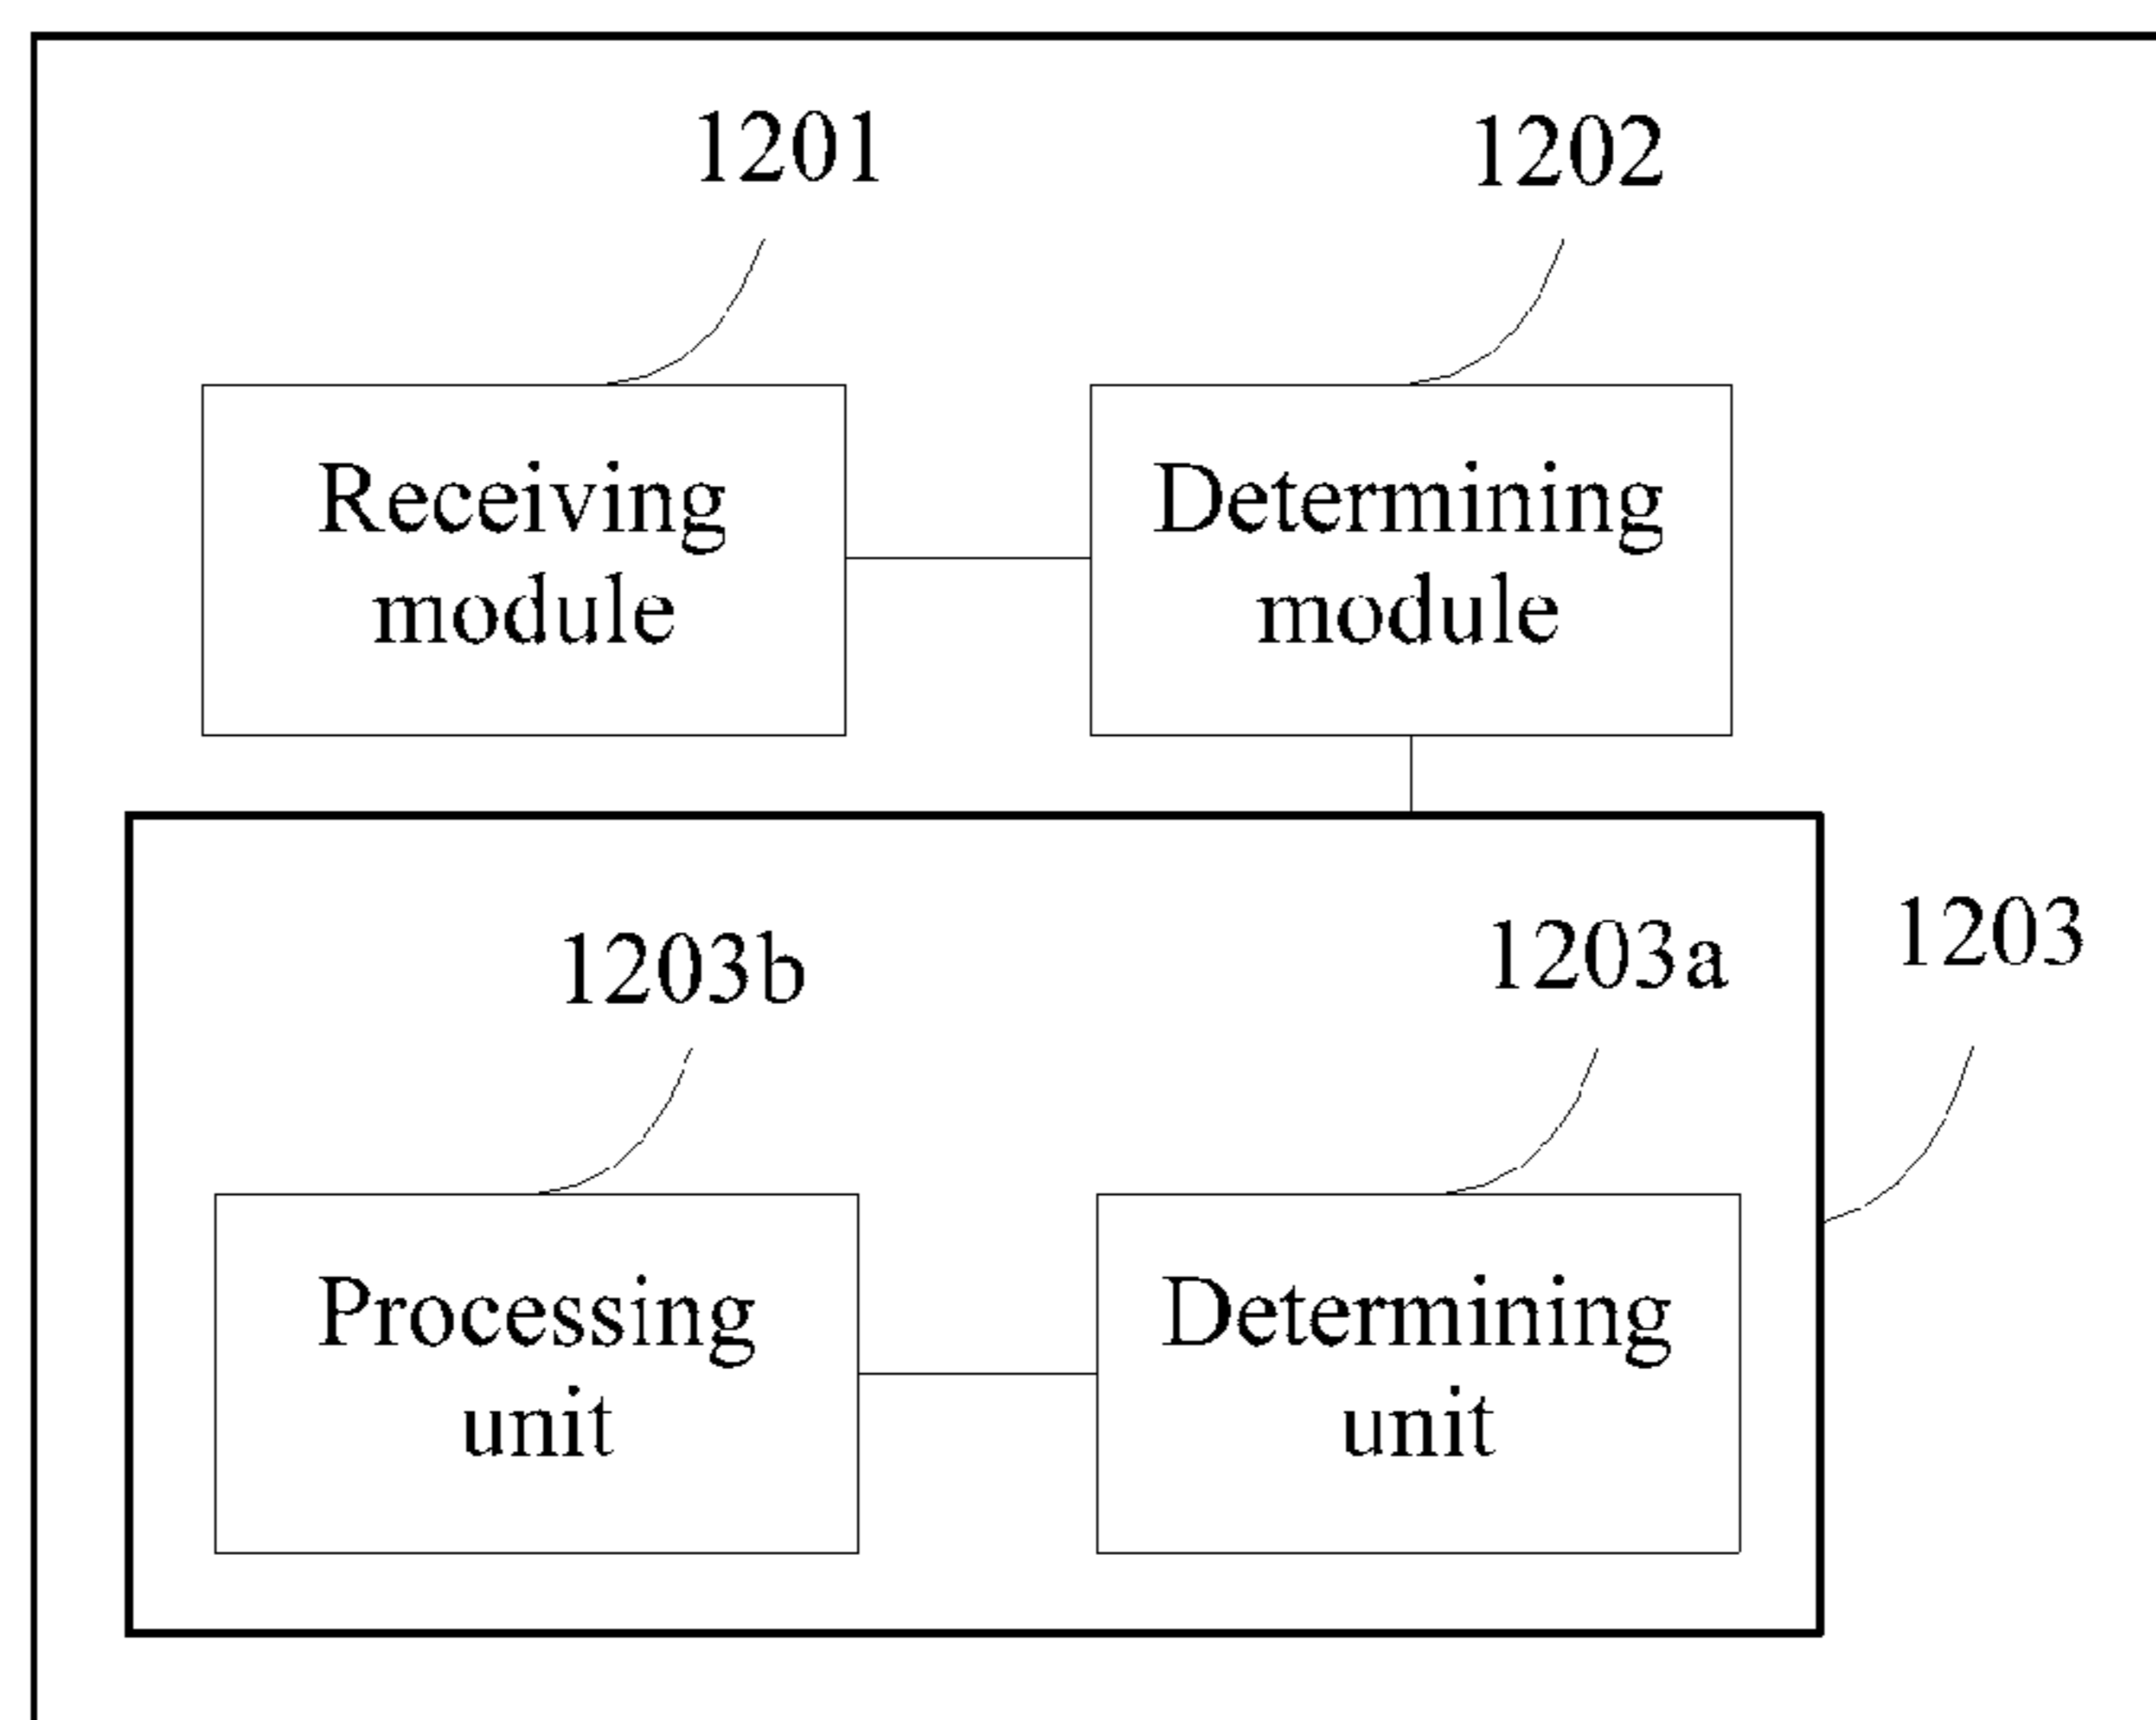 1201
1202
Receiving
module
Determining
module
1203b
1203a
1203
Processing
unit
Determining
unit